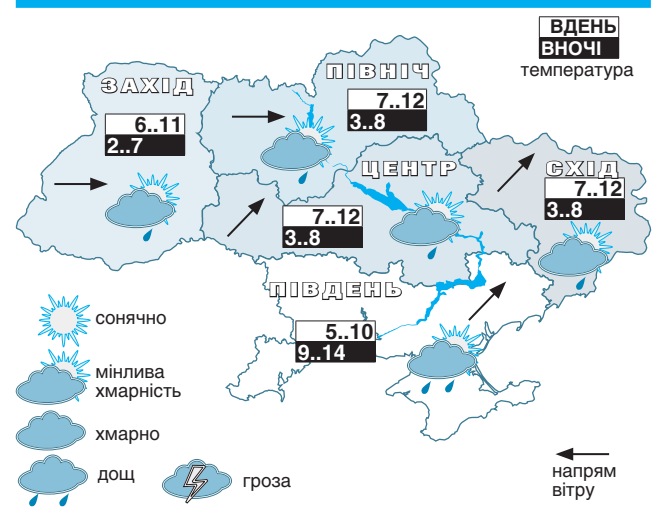 ВДЕНЬ
ВНОЧІ
температура
ПІВНІЧ
7..12
3..8
ЗАХІД
6..11
2..7
ЦЕНТР
7..12
3..8
СХІД
7..12
3..8
ПІВДЕНЬ
5..10
9..14
сонячно
мінлива
хмарність
хмарно
дощ
гроза
напрям
вітру